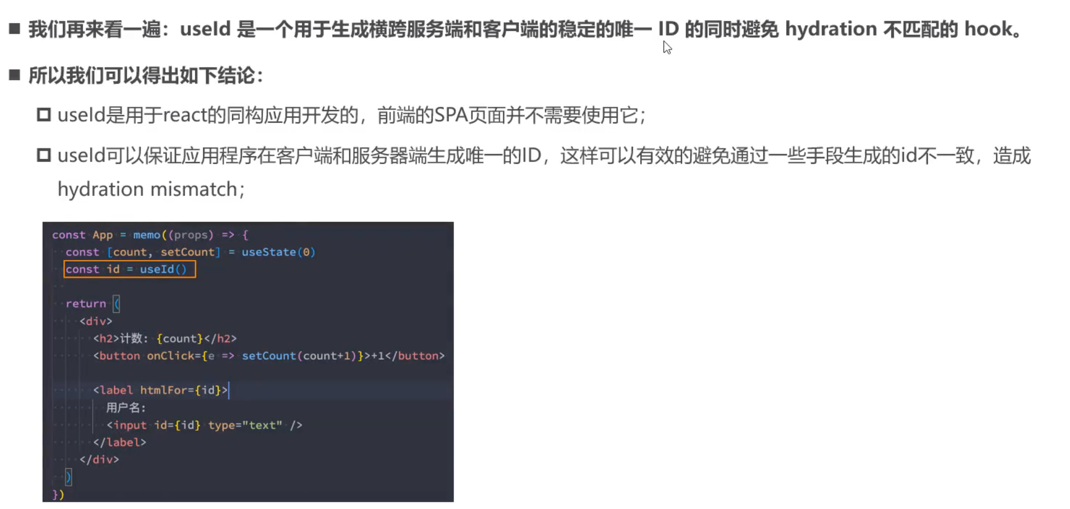 ■ 我们再来看一遍：useId 是一个用于生成横跨服务端和客户端的稳定的唯一 ID 的同时避免 hydration 不匹配的 hook。
■ 所以我们可以得出如下结论：
useId是用于react的同构应用开发的，前端的SPA页面并不需要使用它；
useId可以保证应用程序在客户端和服务器端生成唯一的ID，这样可以有效的避免通过一些手段生成的id不一致，造成
hydration mismatch；
const App = memo((props) => {
const [count, setCount] = useState(0)
const id = useId()
return (
<div>
<h2>计数: {count}</h2>
<button onClick={e => setCount(count+1)}>+1</button>
<label htmlFor={id}>
用户名:
<input id={id} type="text" />
</label>
</div>
)
})